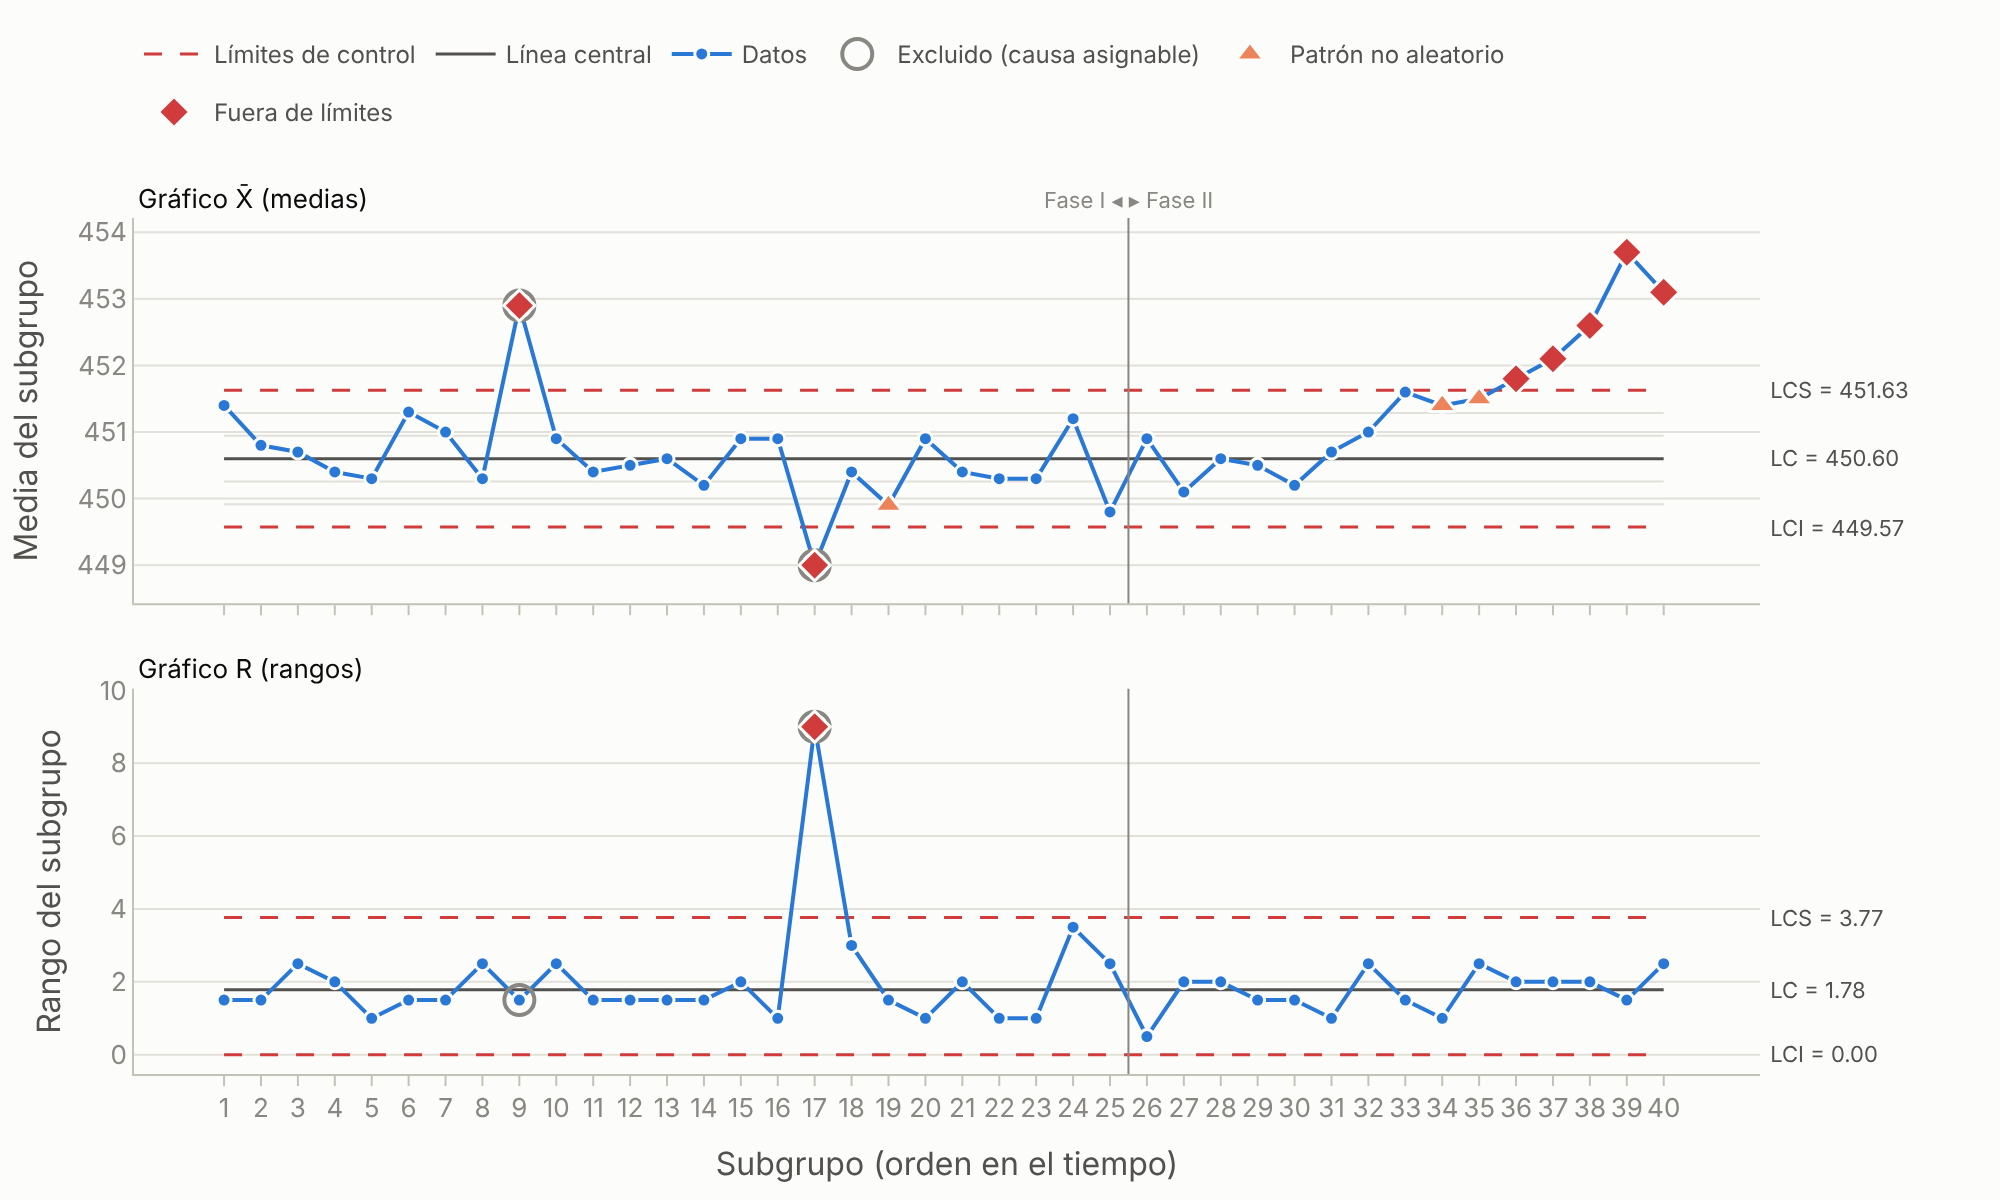 Límites de control Línea central Datos Excluido (causa asignable) Patrón no aleatorio
Fuera de límites
Gráfico X̄ (medias)
Fase I ◄ ► Fase II
Media del subgrupo
454
453
452
451
450
449
LCS = 451.63
LC = 450.60
LCI = 449.57
Gráfico R (rangos)
Rango del subgrupo
10
8
6
4
2
0
LCS = 3.77
LC = 1.78
LCI = 0.00
1 2 3 4 5 6 7 8 9 10 11 12 13 14 15 16 17 18 19 20 21 22 23 24 25 26 27 28 29 30 31 32 33 34 35 36 37 38 39 40
Subgrupo (orden en el tiempo)